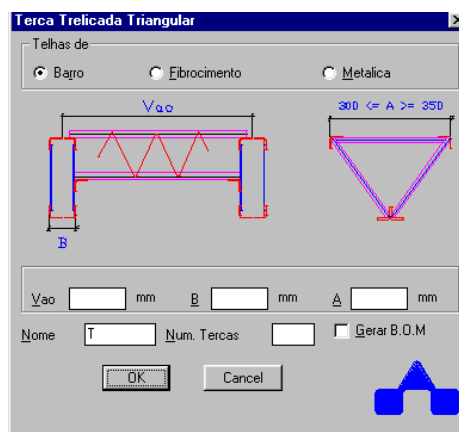 Terca Trelicada Triangular
Telhas de
Barro Fibrocimento Metalica
Vao 300 <= A >= 350
B
Vao mm B mm A mm
Nome T Num. Tercas Gerar B.O.M
OK Cancel